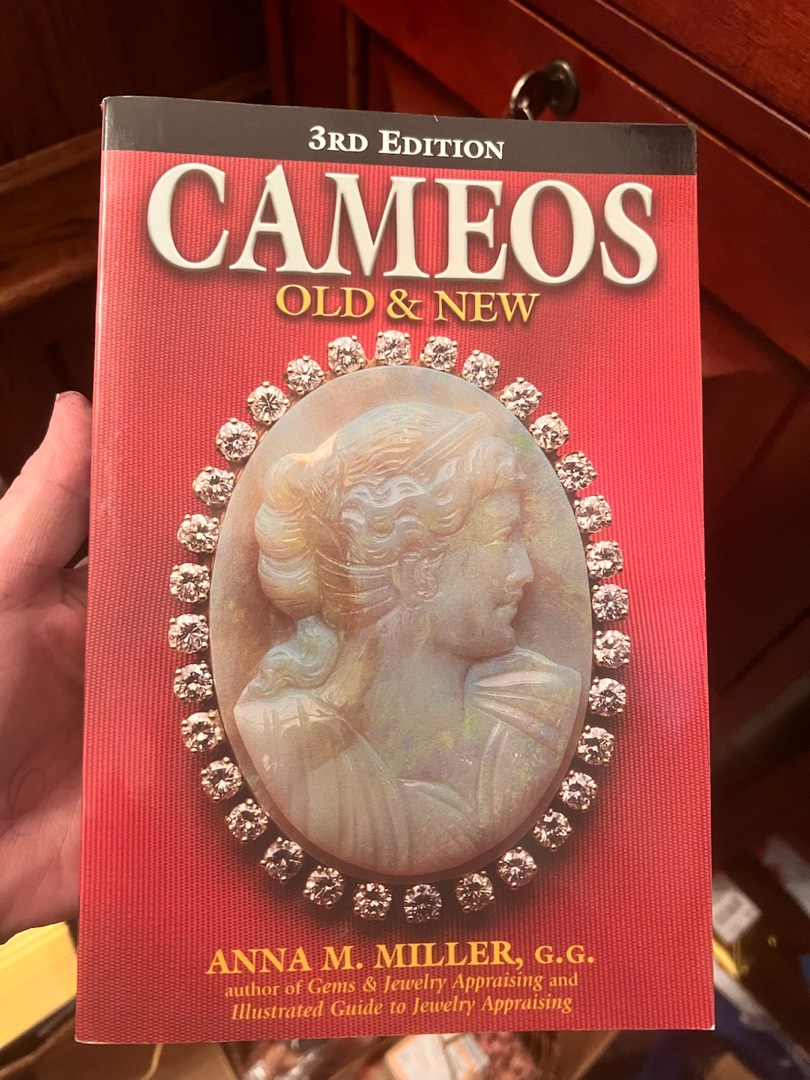 3RD EDITION
CAMEOS
OLD & NEW
ANNA M. MILLER, G.G.
author of Gems & Jewelry Appraising and
Illustrated Guide to Jewelry Appraising